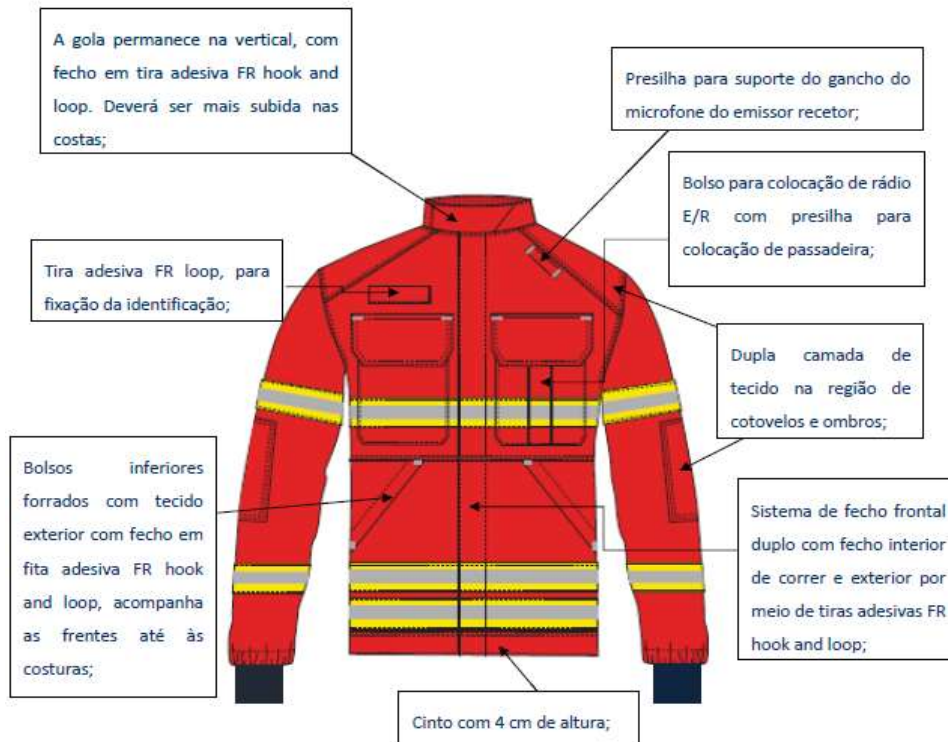 A gola permanece na vertical, com
fecho em tira adesiva FR hook and
loop. Deverá ser mais subida nas
costas;
Presilha para suporte do gancho do
microfone do emissor recetor;
Bolso para colocação de rádio
E/R com presilha para
colocação de passadeira;
Tira adesiva FR loop, para
fixação da identificação;
Dupla camada de
tecido na região de
cotovelos e ombros;
Bolsos inferiores
forrados com tecido
exterior com fecho em
fita adesiva FR hook
and loop, acompanha
as frentes até às
costuras;
Sistema de fecho frontal
duplo com fecho interior
de correr e exterior por
meio de tiras adesivas FR
hook and loop;
Cinto com 4 cm de altura;